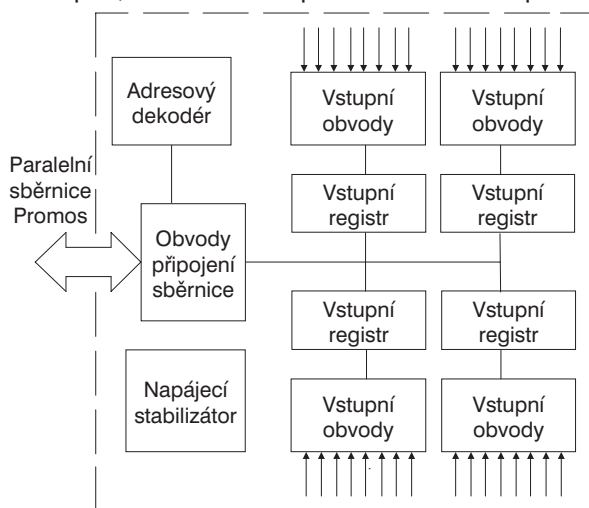 Adresový
dekodér
Vstupní
obvody
Vstupní
obvody
Paralelní
sběrnice
Promos
Vstupní
registr
Vstupní
registr
Obvody
připojení
sběrnice
Vstupní
registr
Vstupní
registr
Napájecí
stabilizátor
Vstupní
obvody
Vstupní
obvody